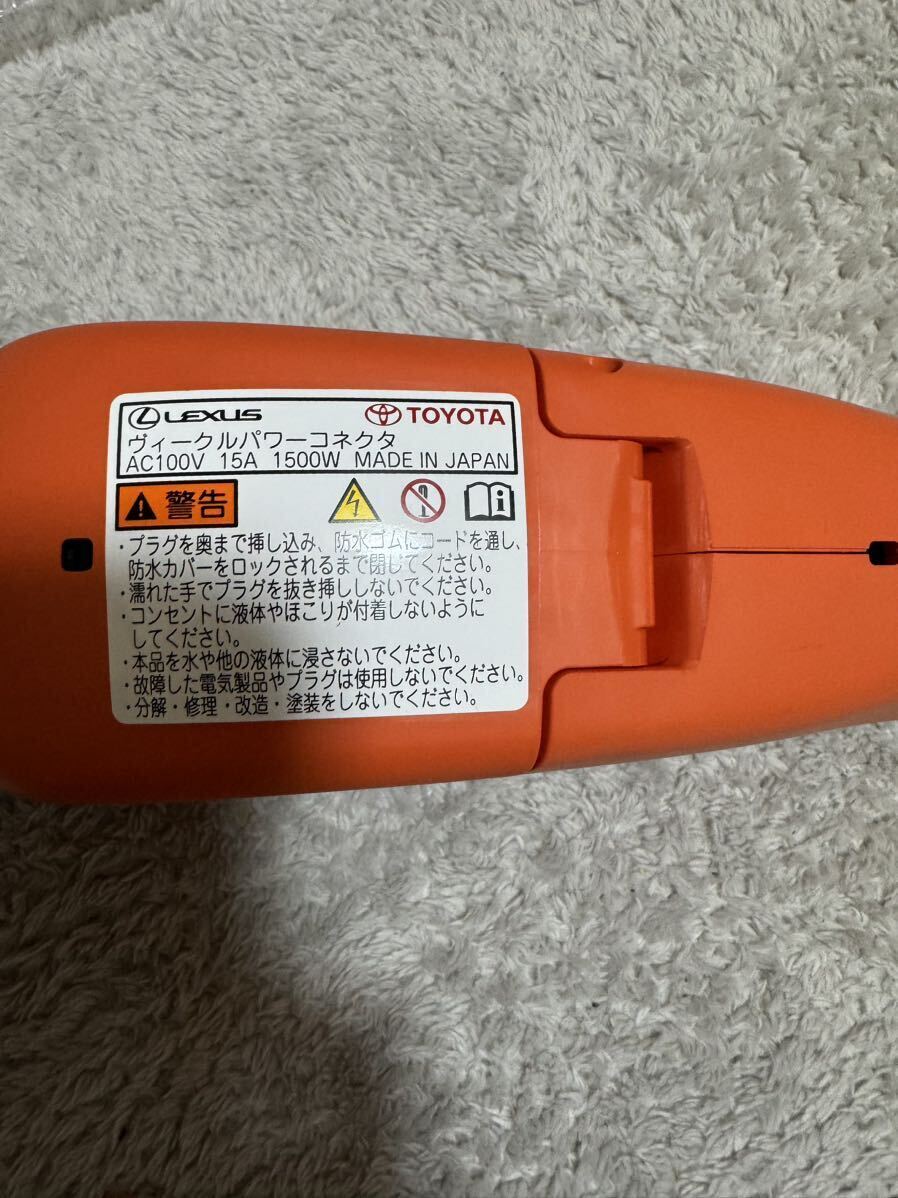 LEXUS TOYOTA
ヴィークルパワーコネクタ
AC100V 15A 1500W MADE IN JAPAN
警告
・プラグを奥まで挿し込み、防水ゴムにコードを通し、
防水カバーをロックされるまで閉じてください。
・濡れた手でプラグを抜き挿ししないでください。
・コンセントに液体やほこりが付着しないように
してください。
・本品を水や他の液体に浸さないでください。
・故障した電気製品やプラグは使用しないでください。
・分解・修理・改造・塗装をしないでください。